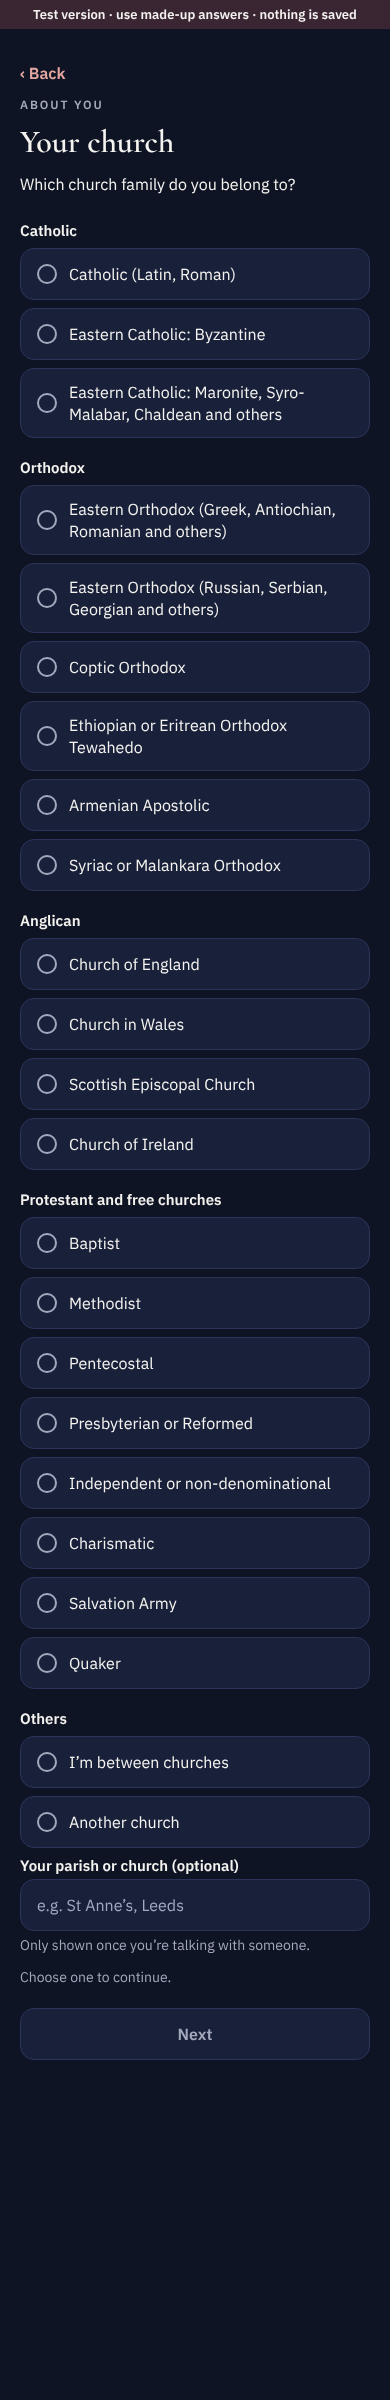 Test version · use made-up answers · nothing is saved
‹ Back
ABOUT YOU
Your church
Which church family do you belong to?
Catholic
Catholic (Latin, Roman)
Eastern Catholic: Byzantine
Eastern Catholic: Maronite, Syro-
Malabar, Chaldean and others
Orthodox
Eastern Orthodox (Greek, Antiochian,
Romanian and others)
Eastern Orthodox (Russian, Serbian,
Georgian and others)
Coptic Orthodox
Ethiopian or Eritrean Orthodox
Tewahedo
Armenian Apostolic
Syriac or Malankara Orthodox
Anglican
Church of England
Church in Wales
Scottish Episcopal Church
Church of Ireland
Protestant and free churches
Baptist
Methodist
Pentecostal
Presbyterian or Reformed
Independent or non-denominational
Charismatic
Salvation Army
Quaker
Others
I’m between churches
Another church
Your parish or church (optional)
e.g. St Anne’s, Leeds
Only shown once you’re talking with someone.
Choose one to continue.
Next